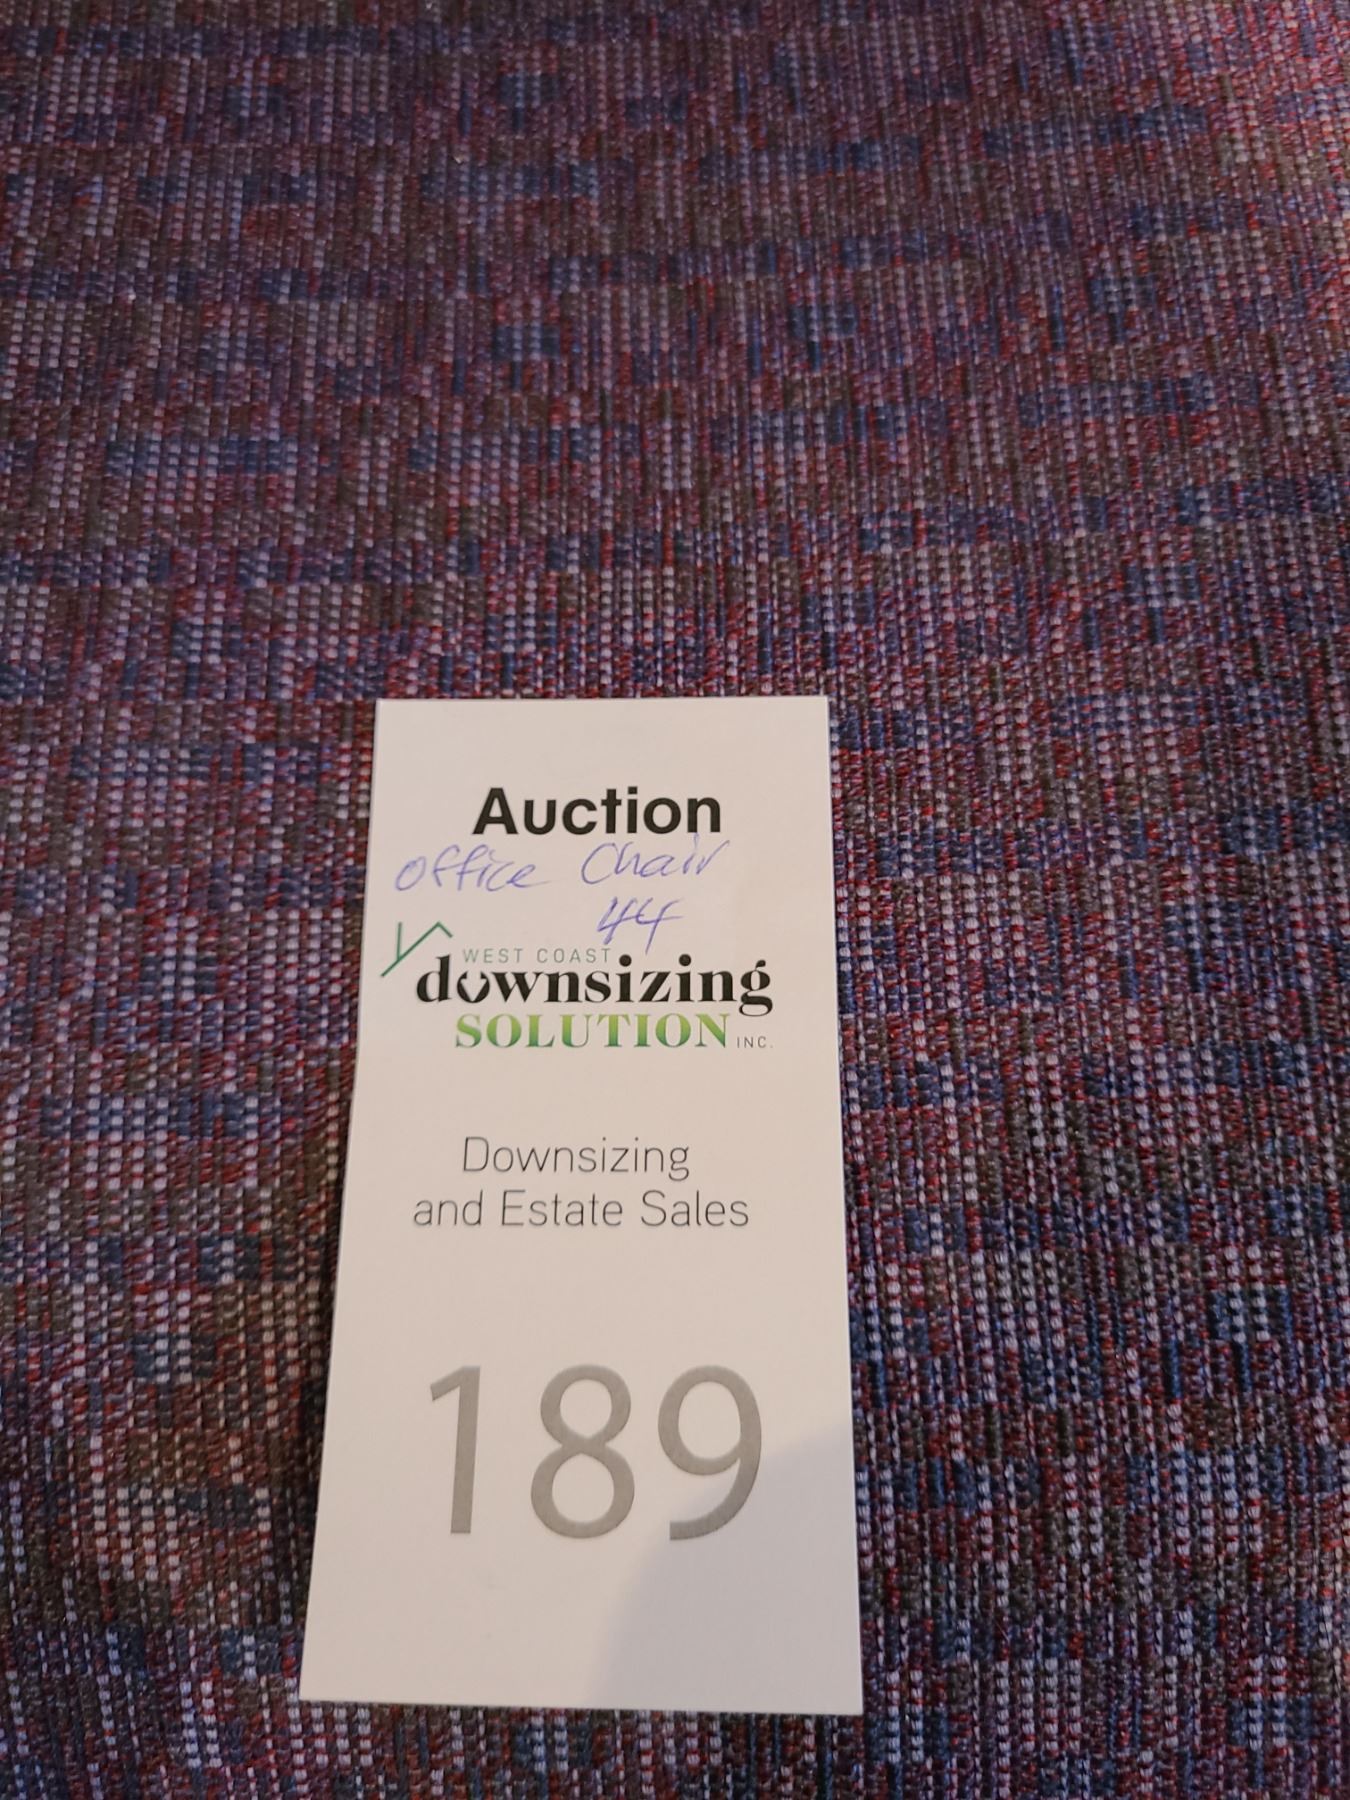 Auction
Office Chair
44
WEST COAST
downsizing
SOLUTION INC.
Downsizing
and Estate Sales
189